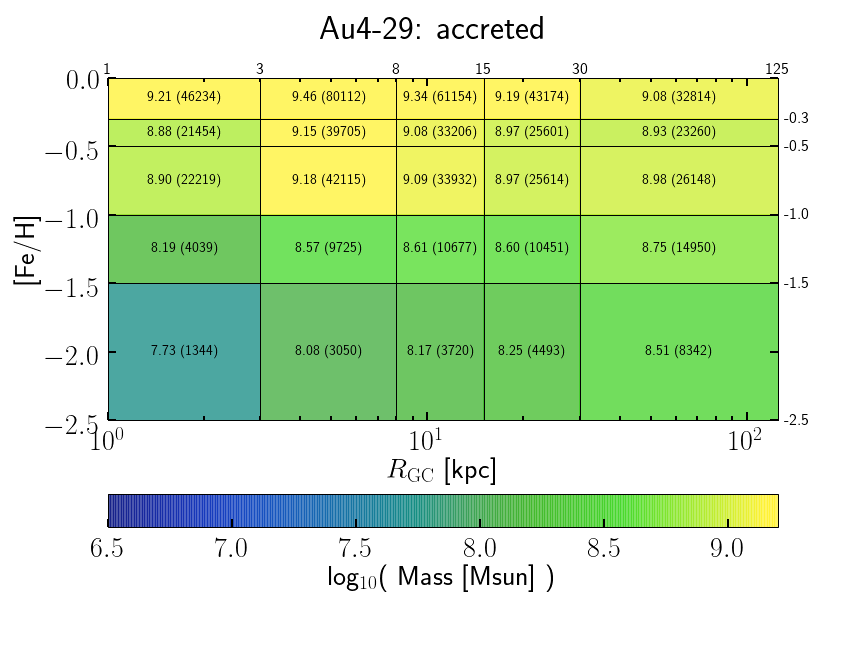 Au4-29: accreted
1 3 8 15 30 125
0.0
9.21 (46234) 9.46 (80112) 9.34 (61154) 9.19 (43174) 9.08 (32814)
-0.3
8.88 (21454) 9.15 (39705) 9.08 (33206) 8.97 (25601) 8.93 (23260)
−0.5 -0.5
8.90 (22219) 9.18 (42115) 9.09 (33932) 8.97 (25614) 8.98 (26148)
−1.0 -1.0
8.19 (4039) 8.57 (9725) 8.61 (10677) 8.60 (10451) 8.75 (14950)
[Fe/H]
−1.5 -1.5
−2.0 7.73 (1344) 8.08 (3050) 8.17 (3720) 8.25 (4493) 8.51 (8342)
−2.5 -2.5
10⁰ 10¹ 10²
R_GC [kpc]
6.5 7.0 7.5 8.0 8.5 9.0
log₁₀( Mass [Msun] )